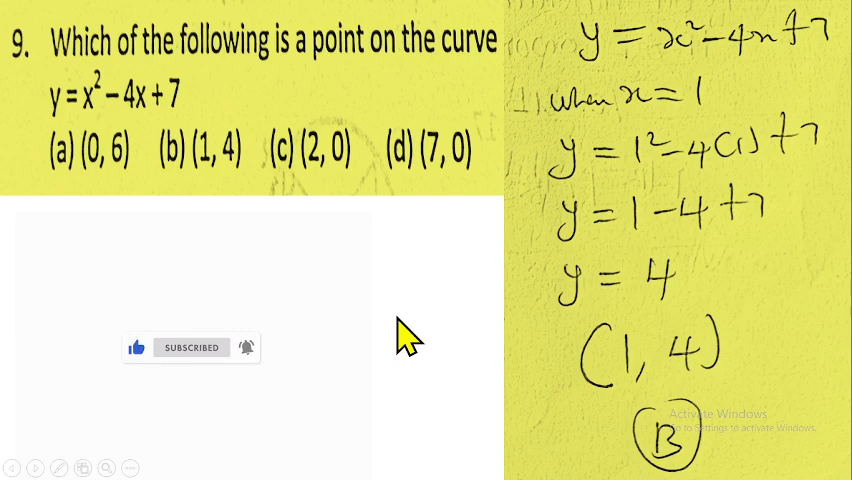 9. Which of the following is a point on the curve
y = x² – 4x + 7
(a) (0, 6) (b) (1, 4) (c) (2, 0) (d) (7, 0)
SUBSCRIBED
y = x² – 4x + 7
when x = 1
y = 1² – 4(1) + 7
y = 1 – 4 + 7
y = 4
(1, 4)
Activate Windows
Go to Settings to activate Windows.
B